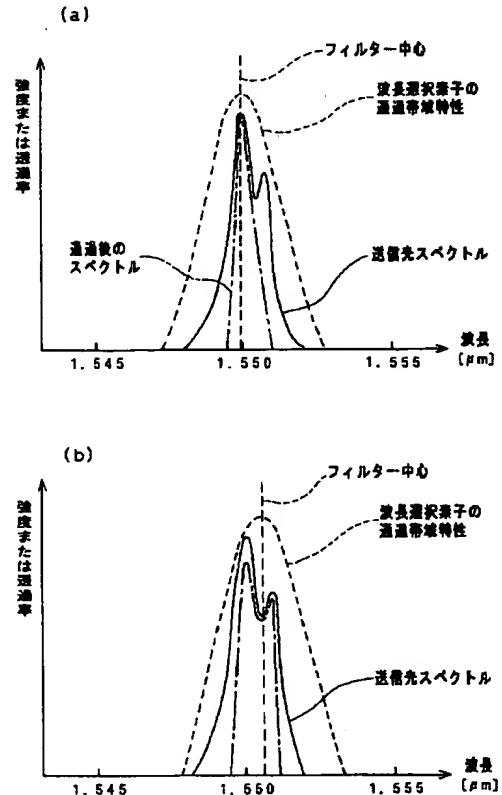 (a)
フィルター中心
波長選択素子の
通過帯域特性
強度または透過率
通過後の
スペクトル
送信光スペクトル
1.545
1.550
1.555
波長
[μm]
(b)
フィルター中心
波長選択素子の
通過帯域特性
強度または透過率
送信光スペクトル
1.545
1.550
1.555
波長
[μm]